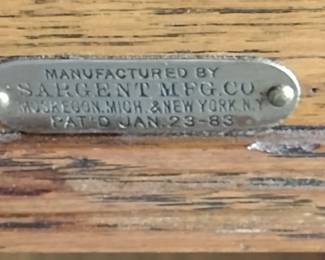 MANUFACTURED BY
SARGENT MFG.CO
MUSKEGON.MICH.&NEW YORK.N.Y
PAT'D JAN.23-83